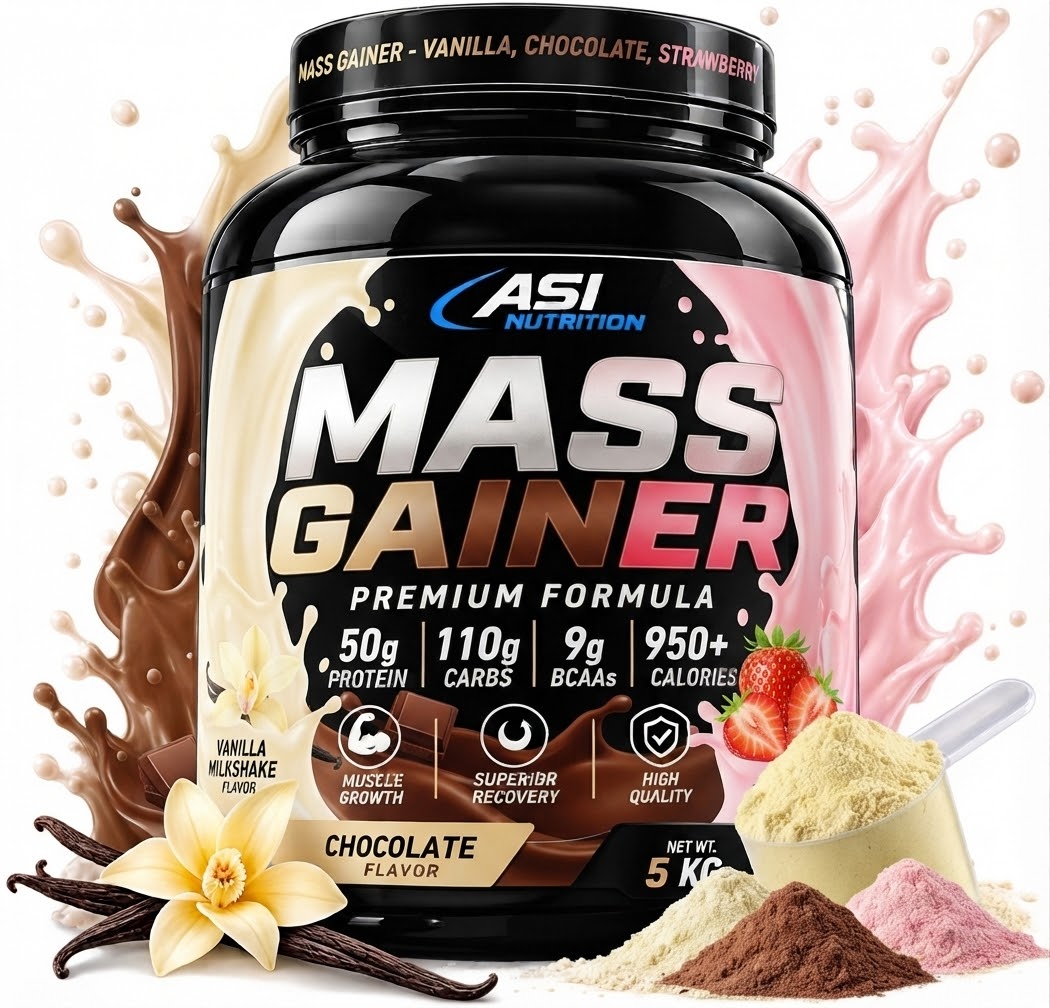 MASS GAINER - VANILLA, CHOCOLATE, STRAWBERRY
ASI
NUTRITION
MASS
GAINER
PREMIUM FORMULA
50g PROTEIN
110g CARBS
9g BCAAs
950+ CALORIES
MUSCLE GROWTH
SUPERIOR RECOVERY
HIGH QUALITY
VANILLA
MILKSHAKE
FLAVOR
CHOCOLATE
FLAVOR
NET WT.
5 KG